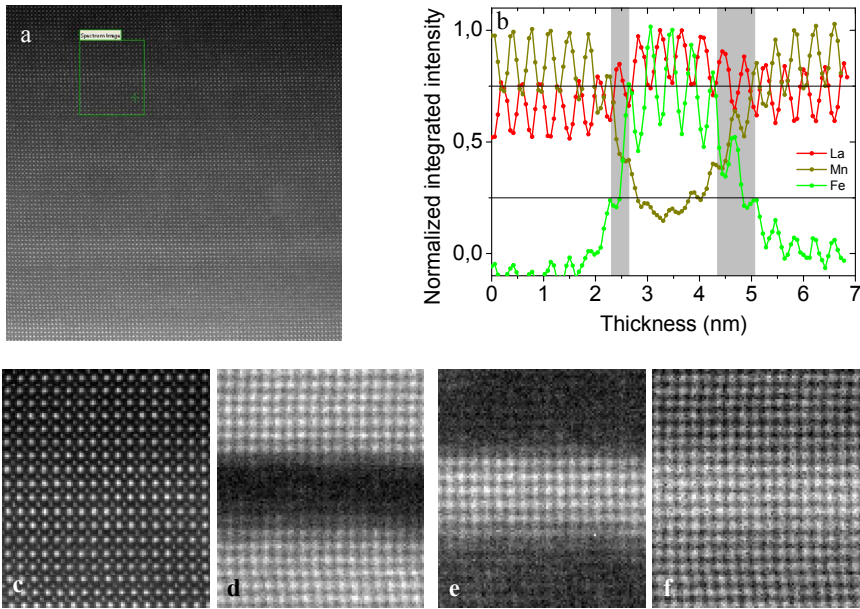 a
Spectrum Image
b
1.0
0.5
0.0
Normalized integrated intensity
La
Mn
Fe
0 1 2 3 4 5 6 7
Thickness (nm)
c
d
e
f